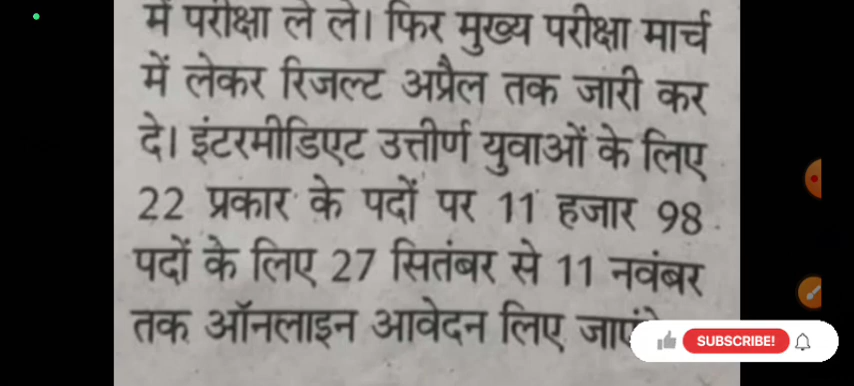 में परीक्षा ले ले। फिर मुख्य परीक्षा मार्च
में लेकर रिजल्ट अप्रैल तक जारी कर
दे। इंटरमीडिएट उत्तीर्ण युवाओं के लिए
22 प्रकार के पदों पर 11 हजार 98
पदों के लिए 27 सितंबर से 11 नवंबर
तक ऑनलाइन आवेदन लिए
SUBSCRIBE!